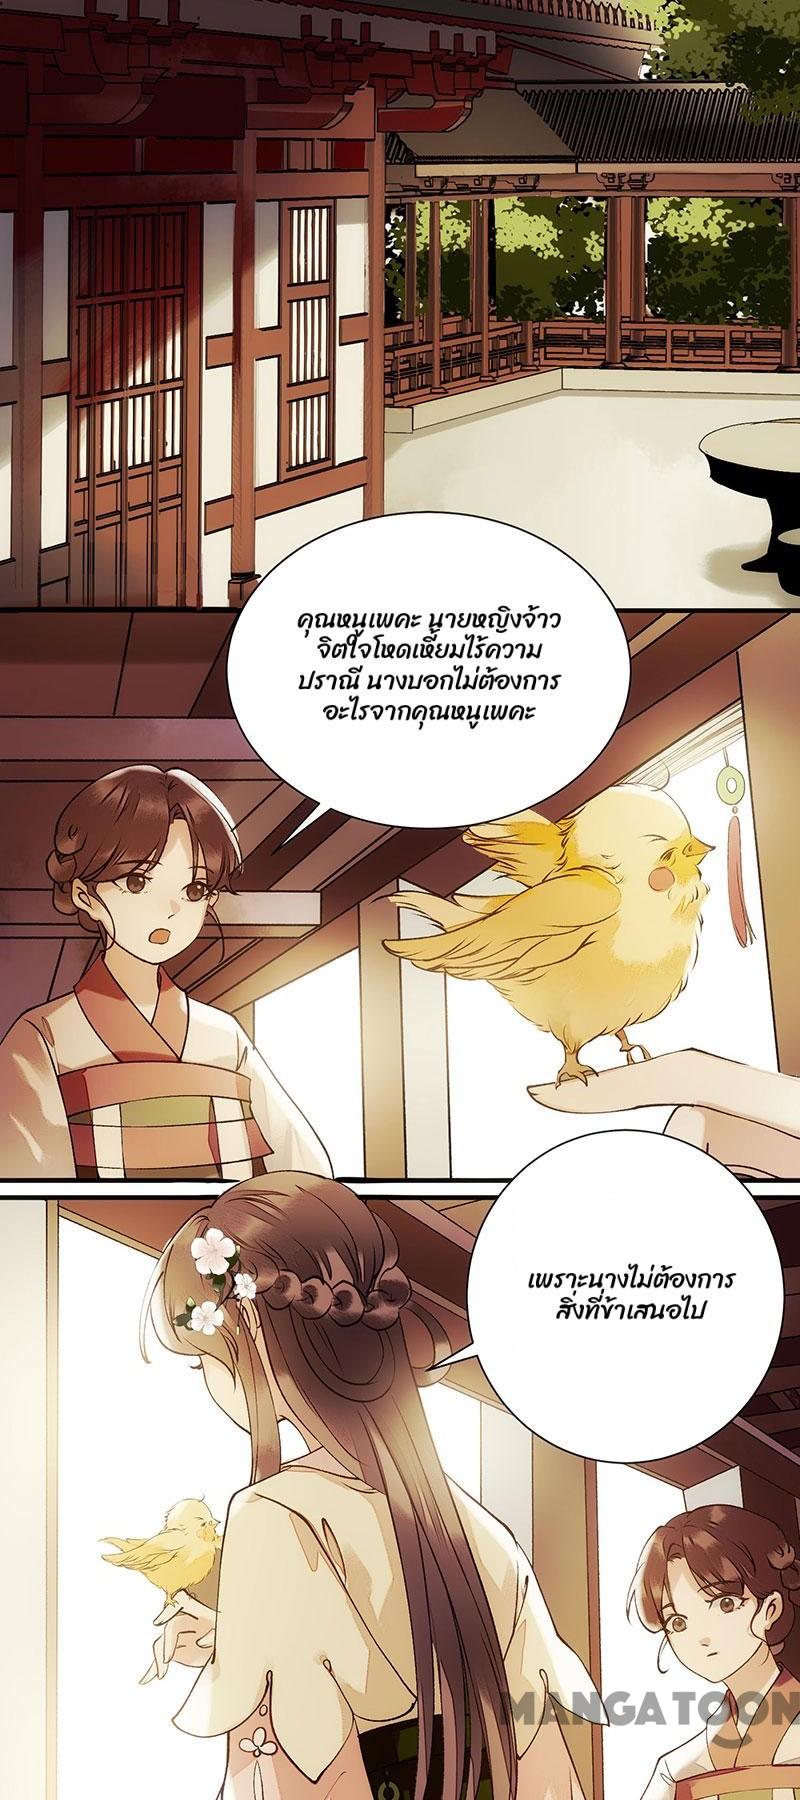 คุณหนูเพคะ นายหญิงจ้าว
จิตใจโหดเหี้ยมไร้ความ
ปราณี นางบอกไม่ต้องการ
อะไรจากคุณหนูเพคะ
เพราะนางไม่ต้องการ
สิ่งที่ข้าเสนอไป
MANGATOON